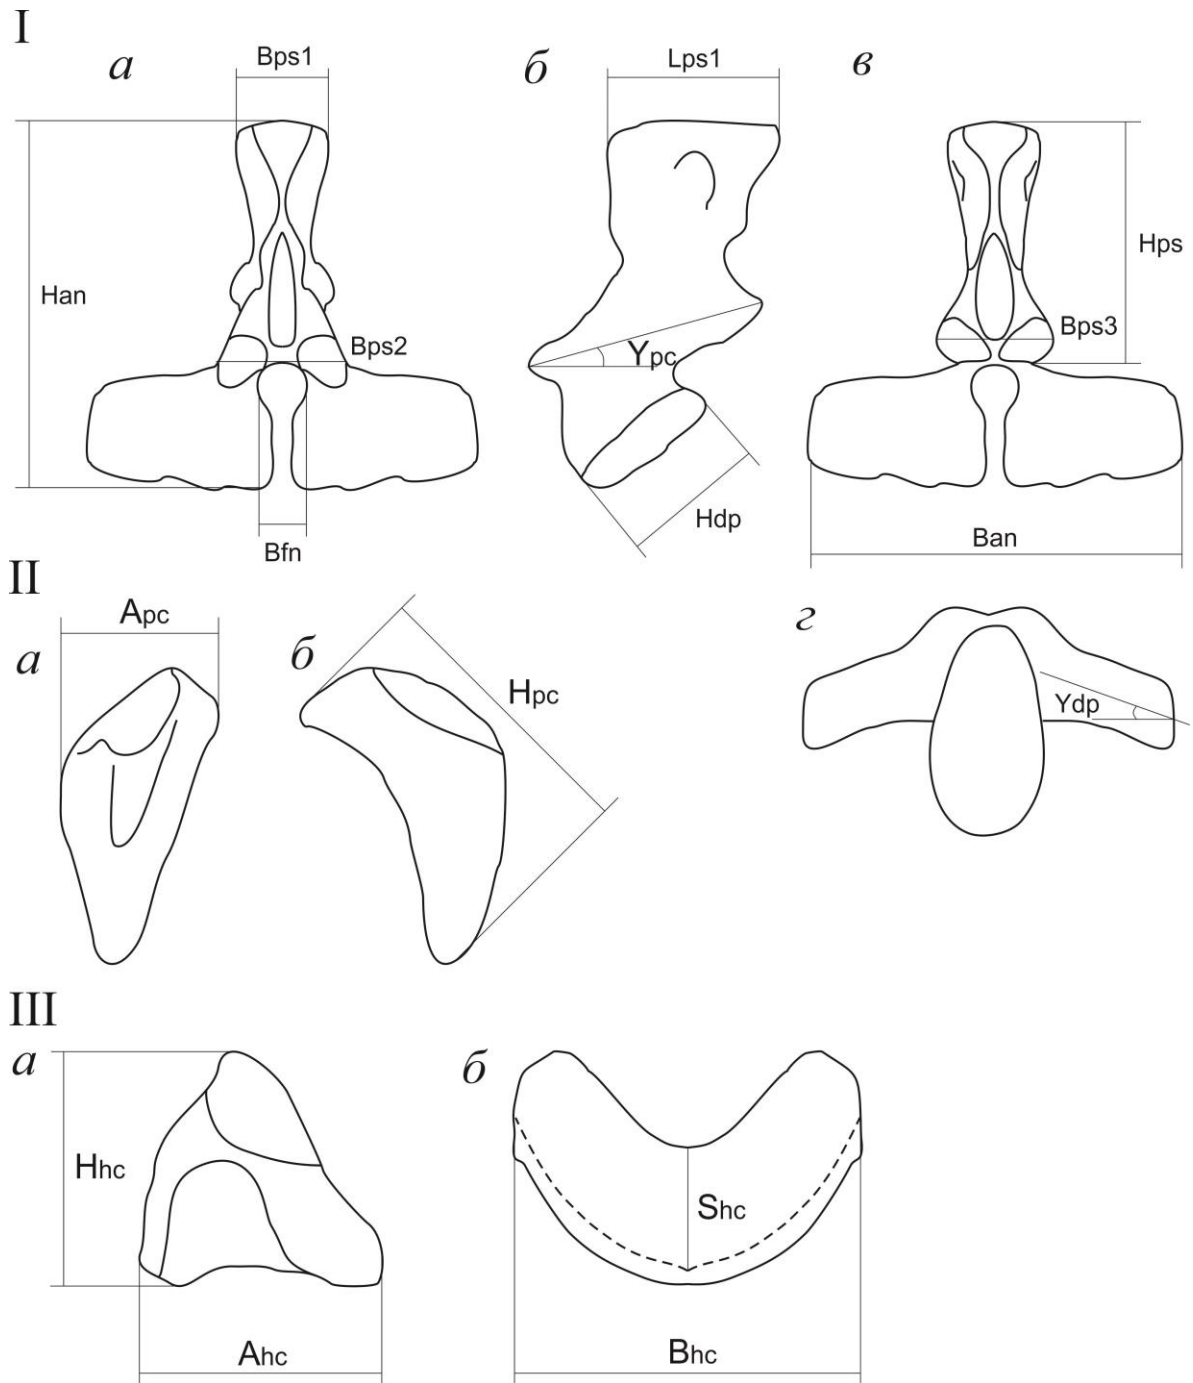 I
а
Bps1
б
Lps1
в
Han
Hps
Bps2
Ypc
Bps3
Hdp
Bfn
Ban
II
а
Apc
б
Hpc
г
Ydp
III
а
Hhc
б
Shc
Ahc
Bhc